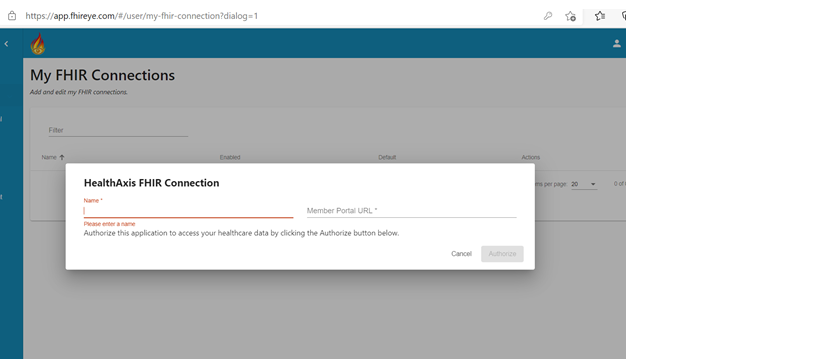 https://app.fhireye.com/#/user/my-fhir-connection?dialog=1
My FHIR Connections
Add and edit my FHIR connections.
Filter
Name Enabled Default Actions
per page: 20 0 of
HealthAxis FHIR Connection
Name *
Member Portal URL *
Please enter a name
Authorize this application to access your healthcare data by clicking the Authorize button below.
Cancel Authorize